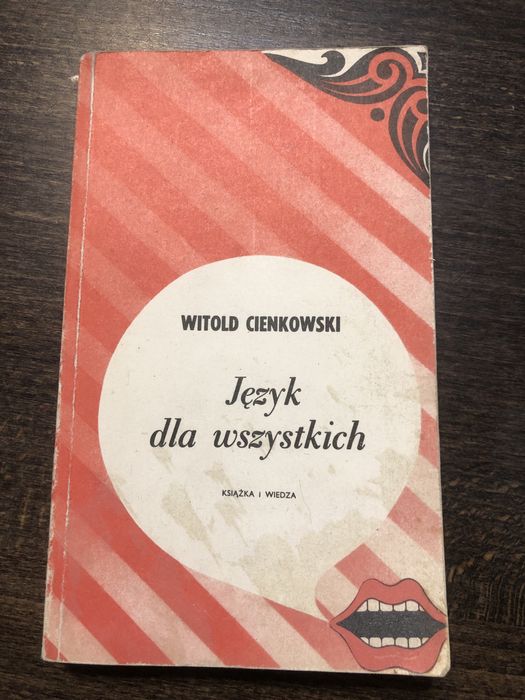 WITOLD CIENKOWSKI
Język
dla wszystkich
KSIĄŻKA I WIEDZA